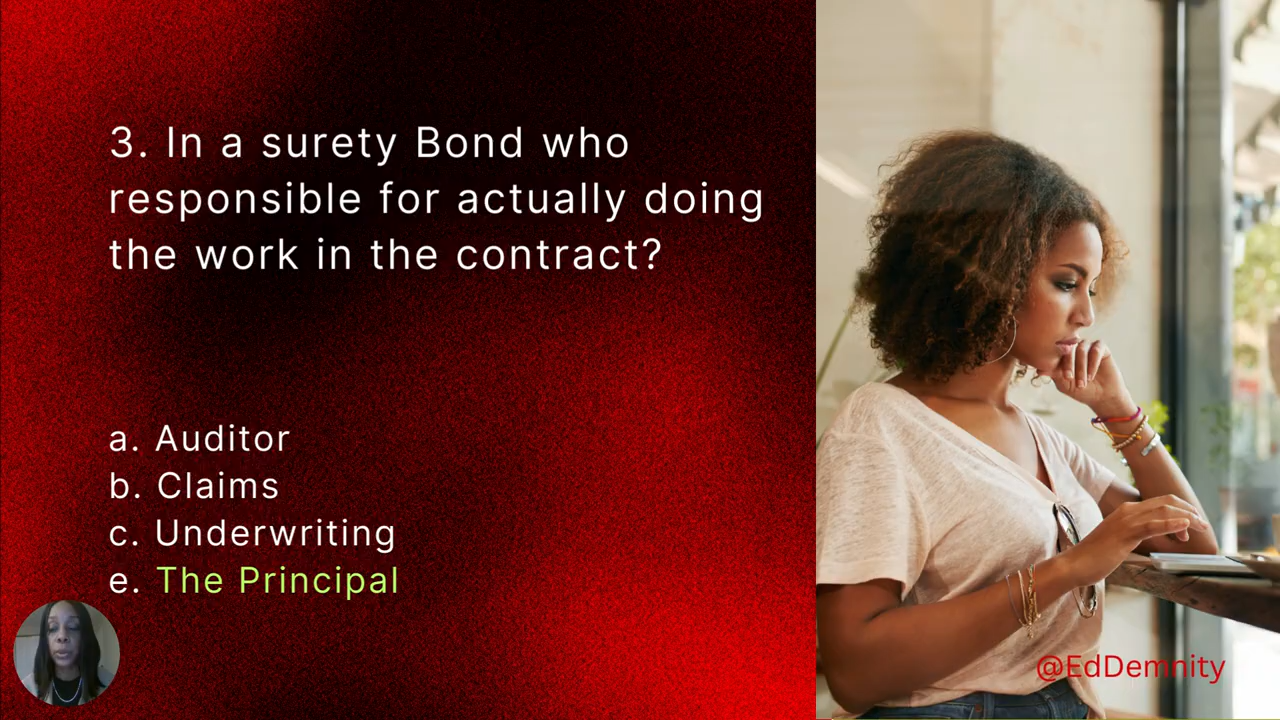 3. In a surety Bond who
responsible for actually doing
the work in the contract?
a. Auditor
b. Claims
c. Underwriting
e. The Principal
@EdDemnity